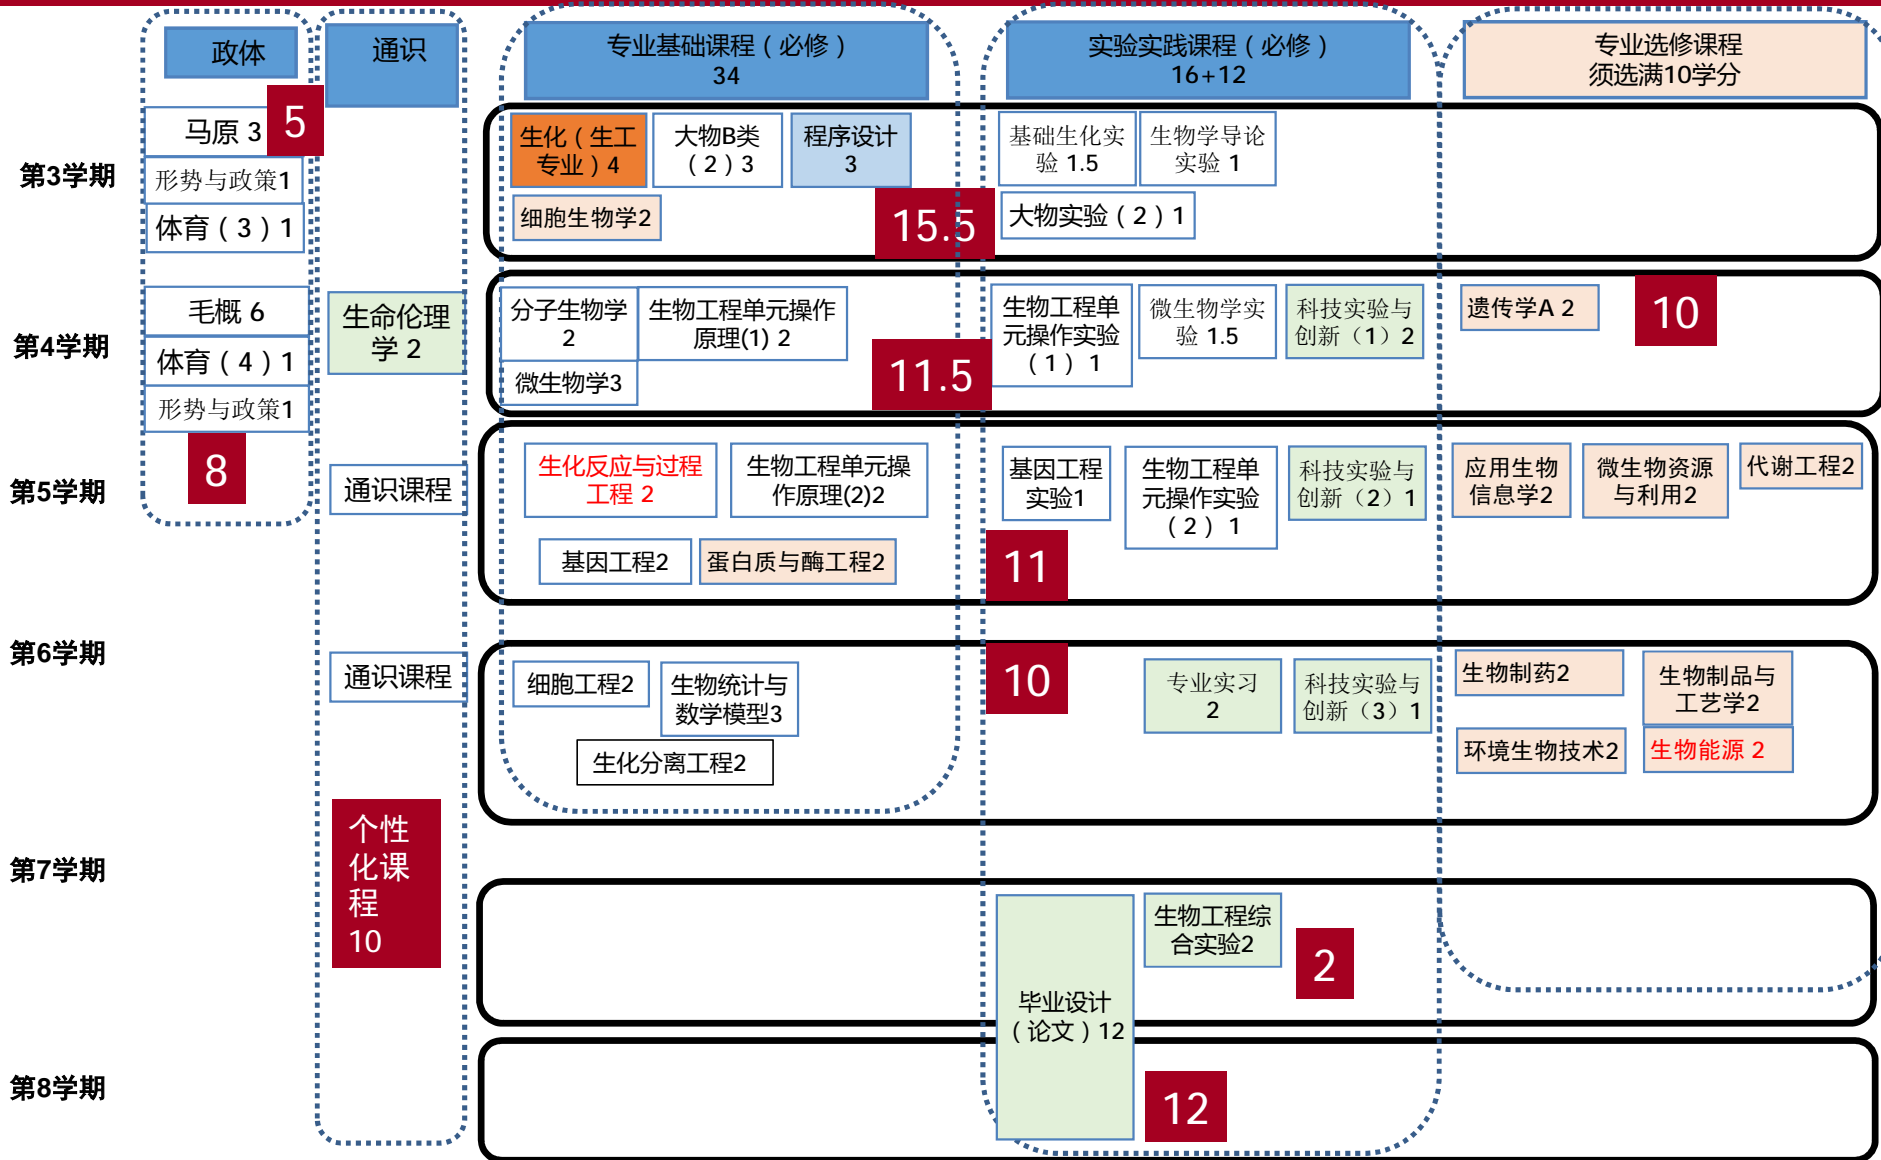 政体
通识
专业基础课程（必修）
34
实验实践课程（必修）
16+12
专业选修课程
须选满10学分
第3学期
马原 3
5
形势与政策1
体育（3）1
生化（生工
专业）4
大物B类
（2）3
程序设计
3
细胞生物学2
15.5
基础生化实
验 1.5
生物学导论
实验 1
大物实验（2）1
第4学期
毛概 6
体育（4）1
形势与政策1
8
生命伦理
学 2
分子生物学
2
生物工程单元操作
原理(1) 2
微生物学3
11.5
生物工程单
元操作实验
（1）1
微生物学实
验 1.5
科技实验与
创新（1）2
遗传学A 2
10
第5学期
通识课程
生化反应与过程
工程 2
生物工程单元操
作原理(2)2
基因工程2
蛋白质与酶工程2
11
基因工程
实验1
生物工程单
元操作实验
（2）1
科技实验与
创新（2）1
应用生物
信息学2
微生物资源
与利用2
代谢工程2
第6学期
通识课程
细胞工程2
生物统计与
数学模型3
生化分离工程2
10
专业实习
2
科技实验与
创新（3）1
生物制药2
生物制品与
工艺学2
环境生物技术2
生物能源 2
个性
化课
程
10
第7学期
生物工程综
合实验2
2
毕业设计
（论文）12
第8学期
12